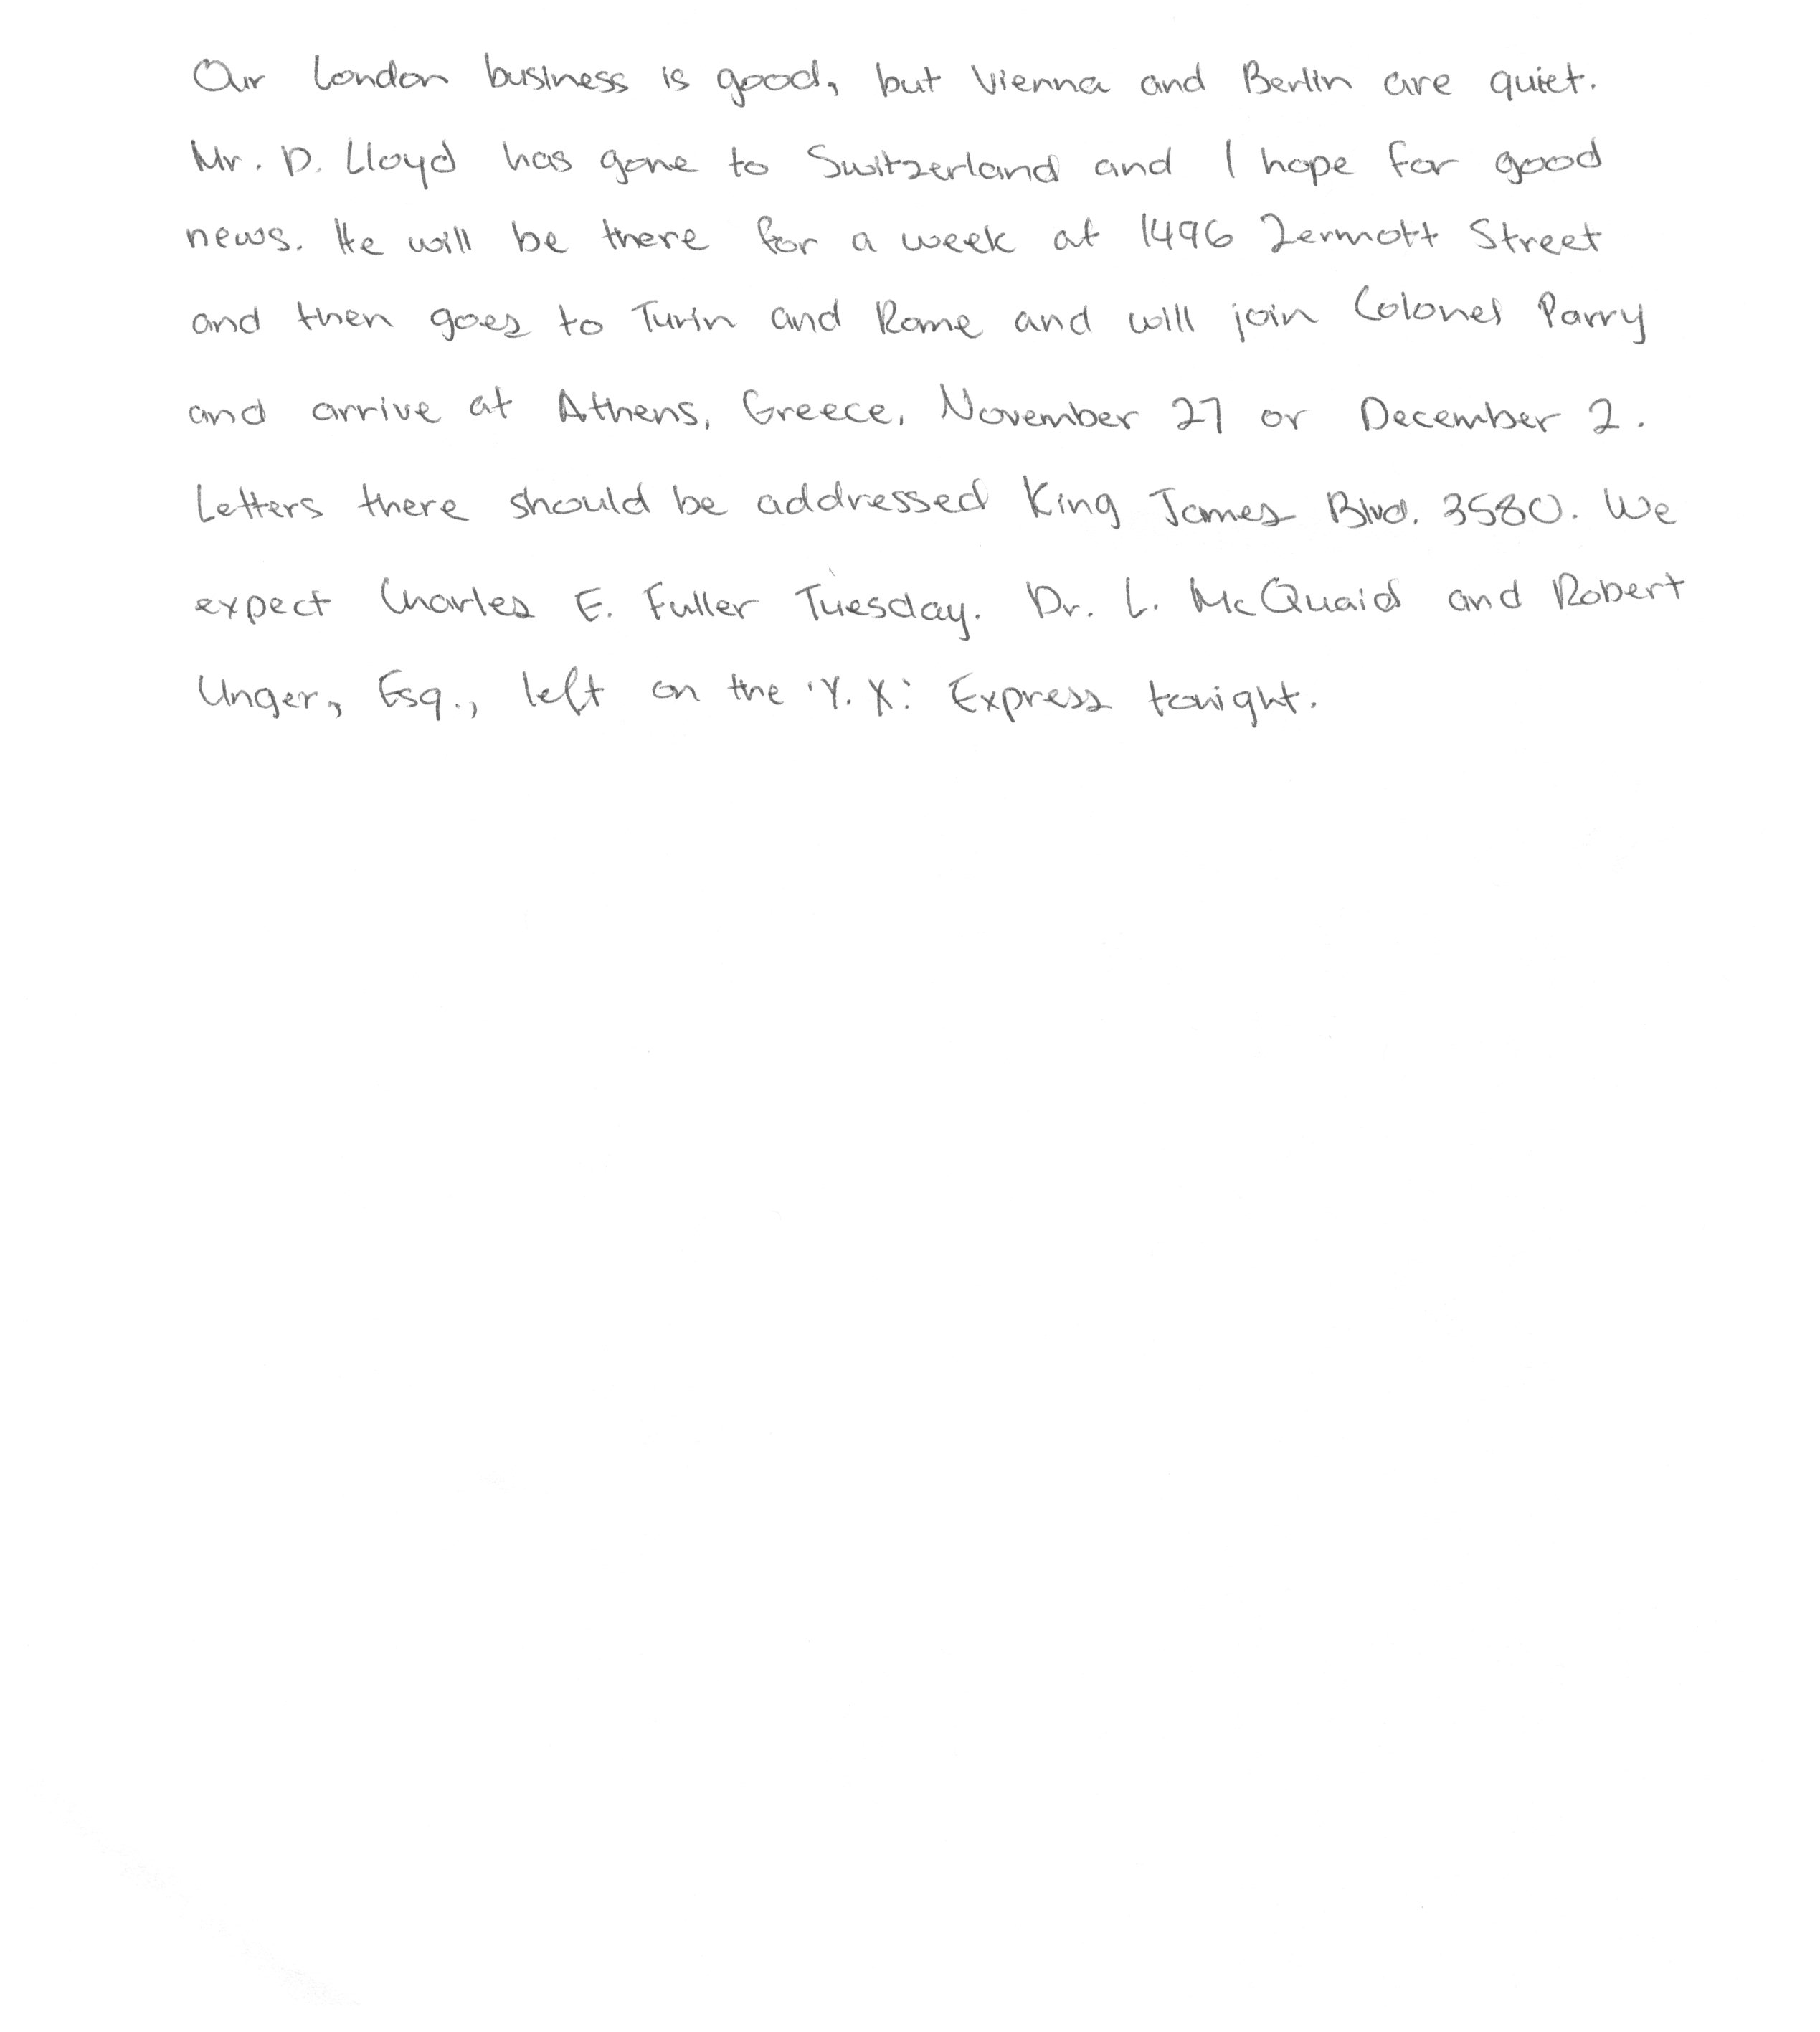 Our London business is good, but Vienna and Berlin are quiet.
Mr. D. Lloyd has gone to Switzerland and I hope for good
news. He will be there for a week at 1496 Zermott Street
and then goes to Turin and Rome and will join Colonel Parry
and arrive at Athens, Greece, November 27 or December 2.
Letters there should be addressed King James Blvd. 3580. We
expect Charles E. Fuller Tuesday. Dr. L. McQuaid and Robert
Unger, Esq., left on the 'Y. X.' Express tonight.